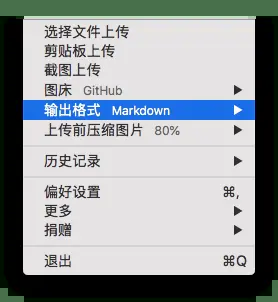 选择文件上传
剪贴板上传
截图上传
图床 GitHub ▶
输出格式 Markdown ▶
上传前压缩图片 80% ▶
历史记录 ▶
偏好设置 ⌘,
更多 ▶
捐赠 ▶
退出 ⌘Q